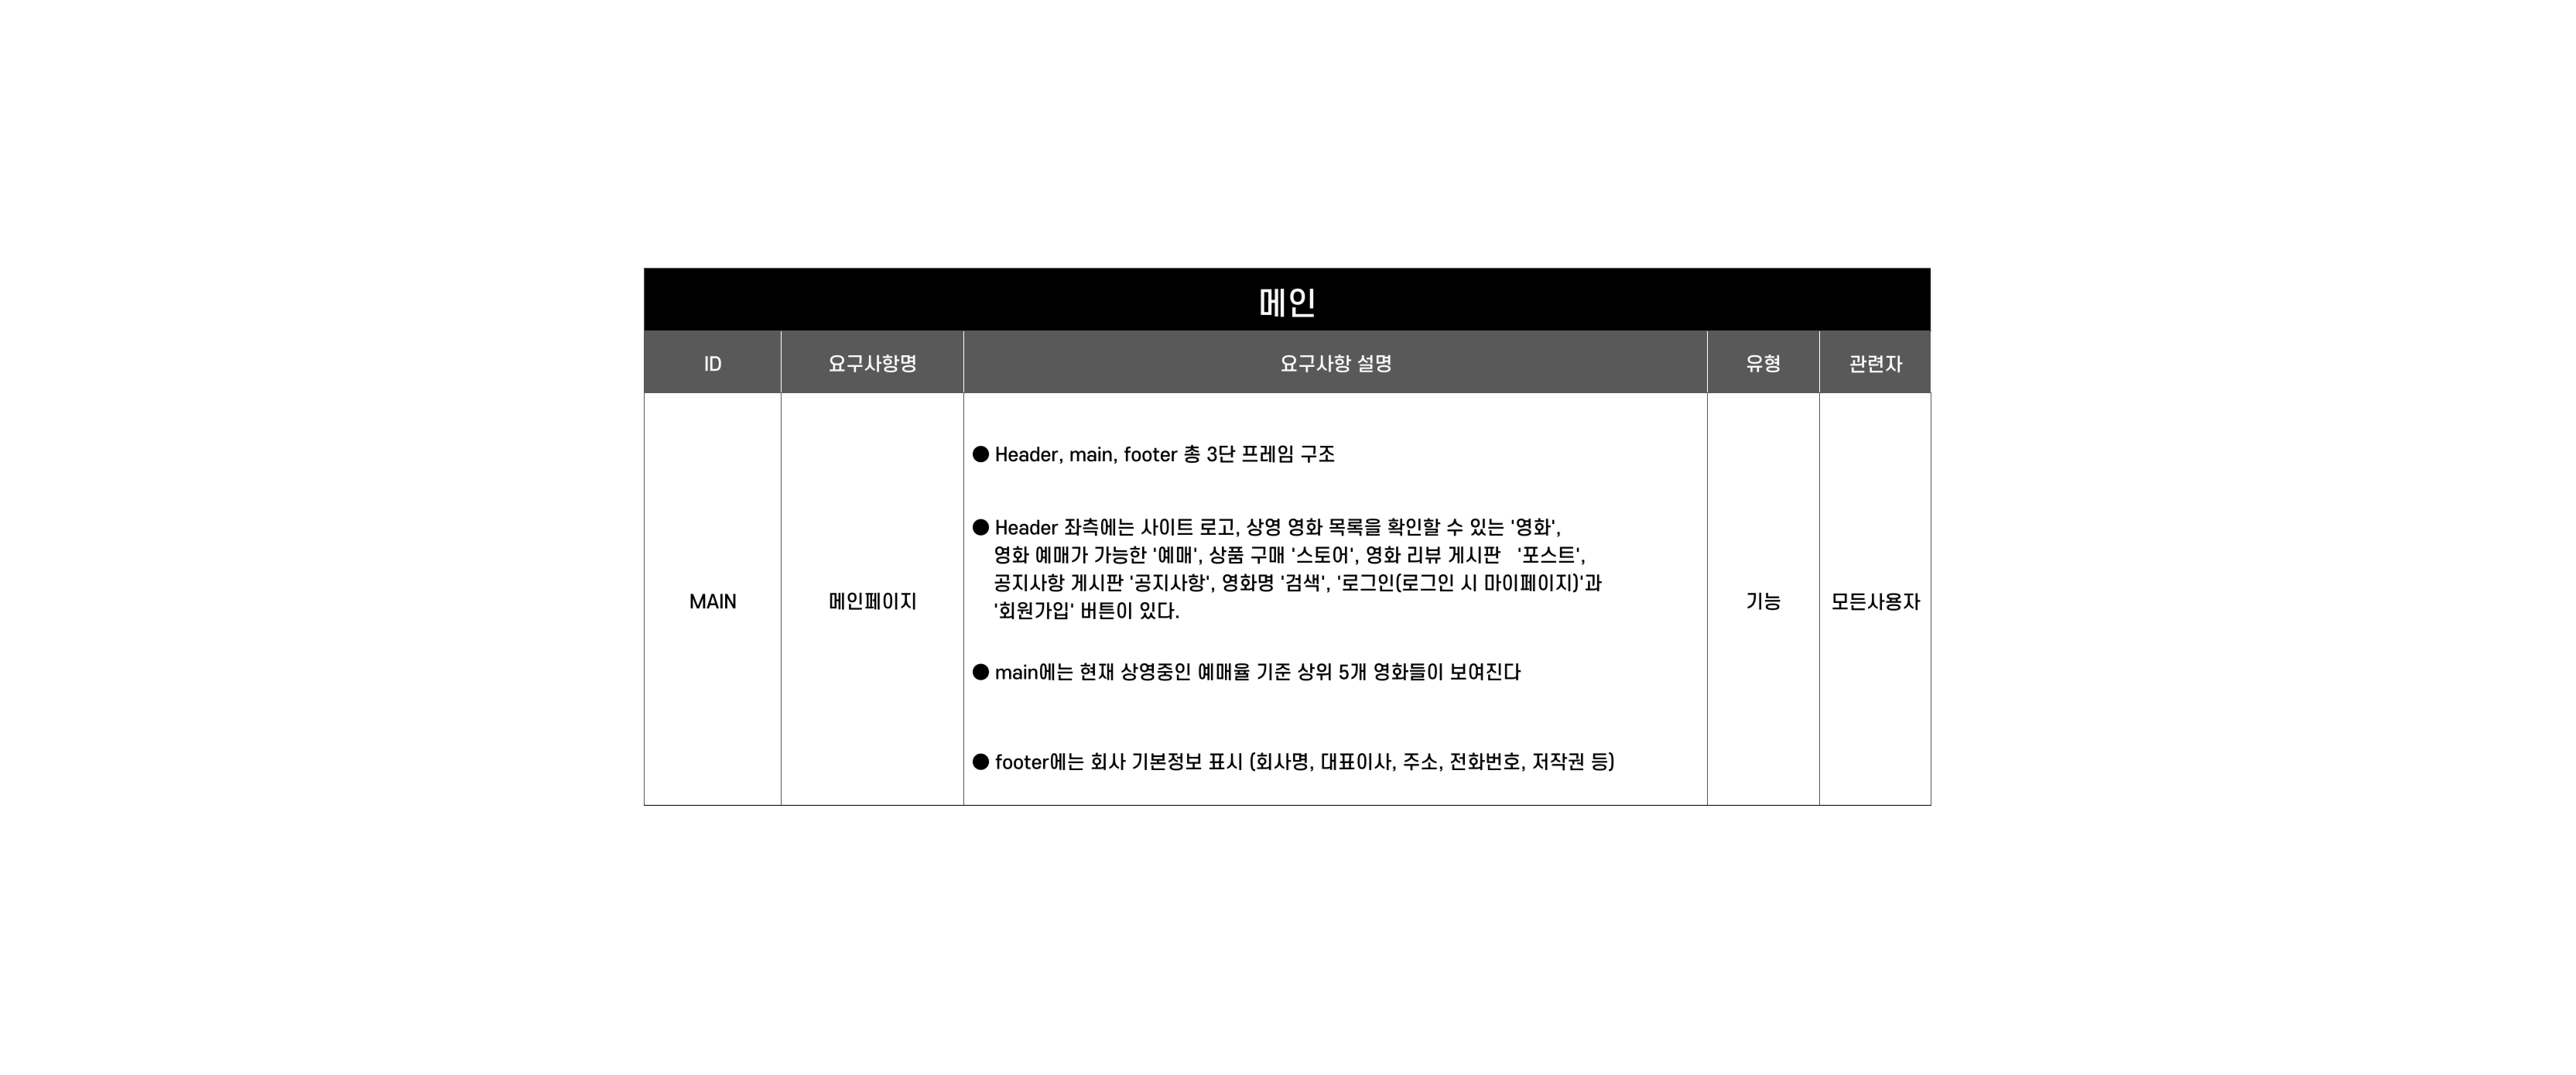 메인
ID 요구사항명 요구사항 설명 유형 관련자
● Header, main, footer 총 3단 프레임 구조
● Header 좌측에는 사이트 로고, 상영 영화 목록을 확인할 수 있는 '영화',
영화 예매가 가능한 '예매', 상품 구매 '스토어', 영화 리뷰 게시판 '포스트',
공지사항 게시판 '공지사항', 영화명 '검색', '로그인(로그인 시 마이페이지)'과
MAIN 메인페이지 기능 모든사용자
'회원가입' 버튼이 있다.
● main에는 현재 상영중인 예매율 기준 상위 5개 영화들이 보여진다
● footer에는 회사 기본정보 표시 (회사명, 대표이사, 주소, 전화번호, 저작권 등)